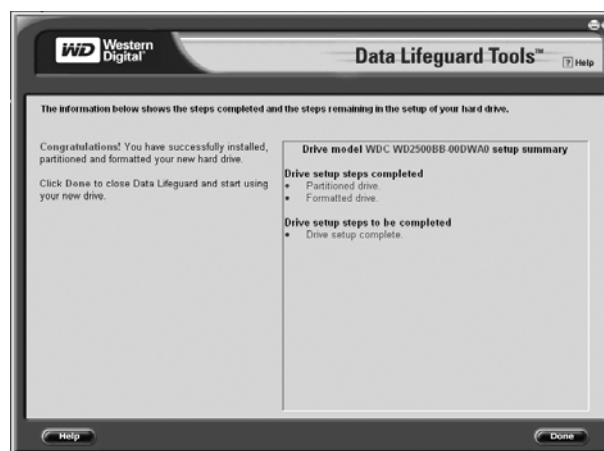 WD Western Digital®
Data Lifeguard Tools™
? Help
The information below shows the steps completed and the steps remaining in the setup of your hard drive.
Congratulations! You have successfully installed,
partitioned and formatted your new hard drive.
Click Done to close Data Lifeguard and start using
your new drive.
Drive model WDC WD2500BB-00DWA0 setup summary
Drive setup steps completed
• Partitioned drive.
• Formatted drive.
Drive setup steps to be completed
• Drive setup complete.
Help
Done